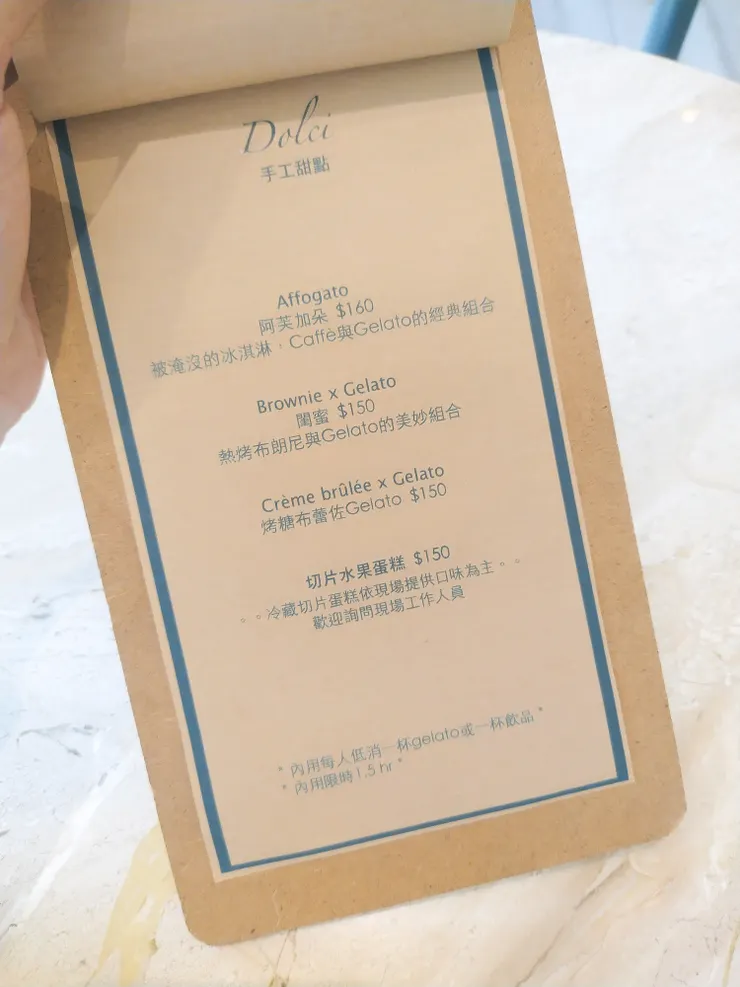 Dolci
手工甜點
Affogato
阿芙加朵 $160
被淹沒的冰淇淋，Caffè與Gelato的經典組合
Brownie x Gelato
閨蜜 $150
熱烤布朗尼與Gelato的美妙組合
Crème brûlée x Gelato
烤糖布蕾佐Gelato $150
切片水果蛋糕 $150
。。冷藏切片蛋糕依現場提供口味為主。。
歡迎詢問現場工作人員
* 內用每人低消一杯gelato或一杯飲品 *
* 內用限時1.5 hr *